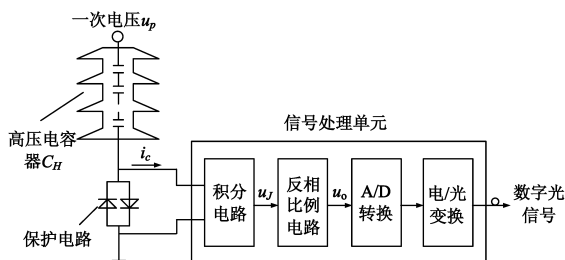 一次电压uₚ
高压电容
器C_H
i_c
保护电路
信号处理单元
积分
电路
u_J
反相
比例
电路
u_o
A/D
转换
电/光
变换
数字光
信号